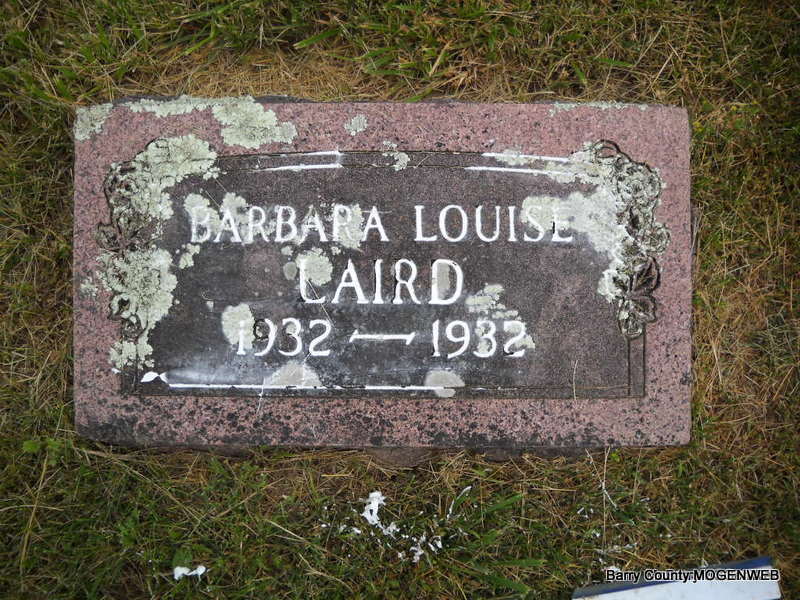 BARBARA LOUISE
LAIRD
1932 — 1932
Barry County MOGENWEB